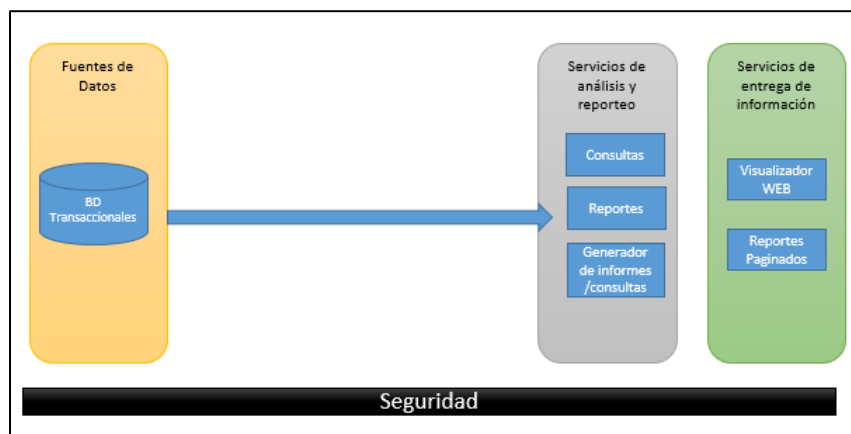 Fuentes de
Datos
BD
Transaccionales
Servicios de
análisis y
reporteo
Consultas
Reportes
Generador
de informes
/consultas
Servicios de
entrega de
información
Visualizador
WEB
Reportes
Paginados
Seguridad